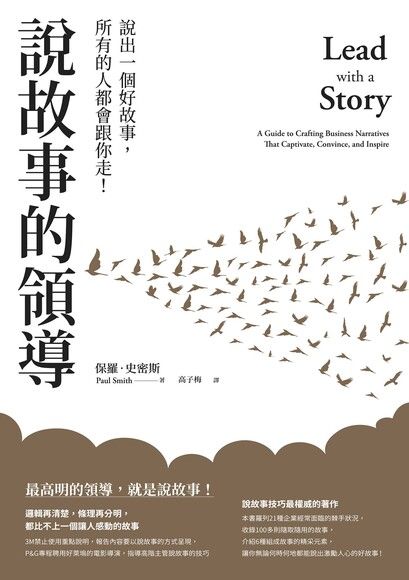 說故事的領導
說出一個好故事，
所有的人都會跟你走！
Lead
with a
Story
A Guide to Crafting Business Narratives
That Captivate, Convince, and Inspire
保羅·史密斯
Paul Smith——著 高子梅 譯
最高明的領導，就是說故事！
邏輯再清楚，條理再分明，
都比不上一個讓人感動的故事
3M禁止使用重點說明，報告內容要以說故事的方式呈現，
P&G專程聘用好萊塢的電影導演，指導高階主管說故事的技巧
說故事技巧最權威的著作
本書羅列21種企業經常面臨的棘手狀況，
收錄100多則隨取隨用的故事，
介紹6種組成故事的精采元素，
讓你無論何時何地都能說出激勵人心的好故事！